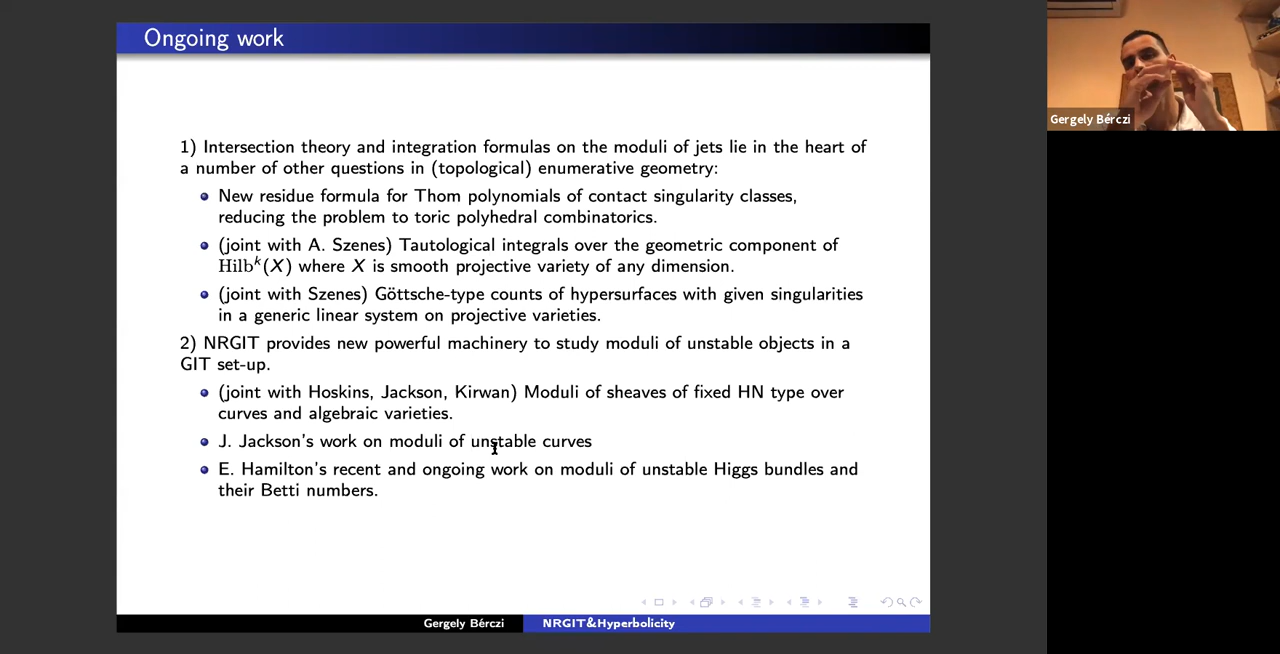 Ongoing work
Gergely Bérczi
1) Intersection theory and integration formulas on the moduli of jets lie in the heart of
a number of other questions in (topological) enumerative geometry:
New residue formula for Thom polynomials of contact singularity classes,
reducing the problem to toric polyhedral combinatorics.
(joint with A. Szenes) Tautological integrals over the geometric component of
Hilb^k(X) where X is smooth projective variety of any dimension.
(joint with Szenes) Göttsche-type counts of hypersurfaces with given singularities
in a generic linear system on projective varieties.
2) NRGIT provides new powerful machinery to study moduli of unstable objects in a
GIT set-up.
(joint with Hoskins, Jackson, Kirwan) Moduli of sheaves of fixed HN type over
curves and algebraic varieties.
J. Jackson's work on moduli of unstable curves
E. Hamilton's recent and ongoing work on moduli of unstable Higgs bundles and
their Betti numbers.
Gergely Bérczi
NRGIT&Hyperbolicity